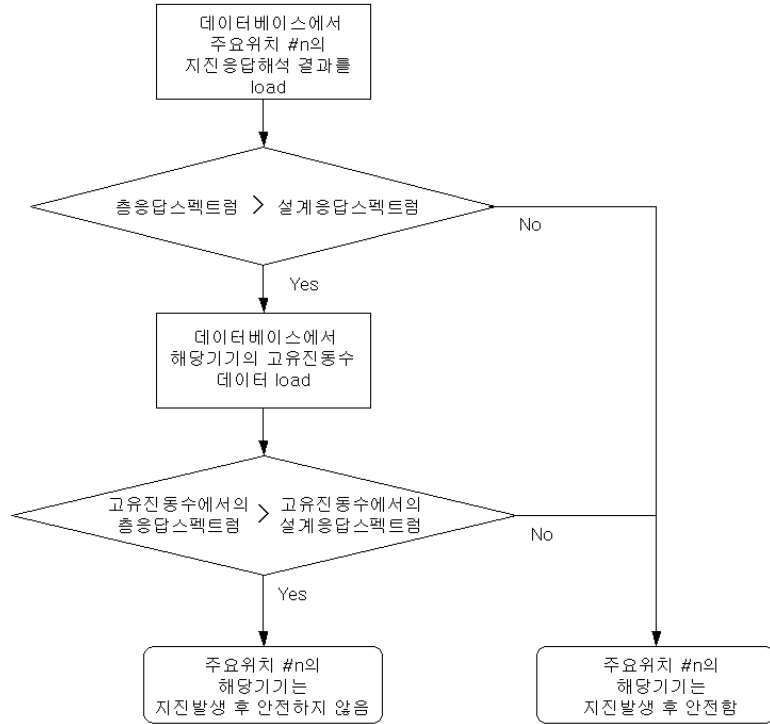 데이터베이스에서
주요위치 #n의
지진응답해석 결과를
load
층응답스펙트럼 > 설계응답스펙트럼
No
Yes
데이터베이스에서
해당기기의 고유진동수
데이터 load
고유진동수에서의 > 고유진동수에서의
층응답스펙트럼 설계응답스펙트럼
No
Yes
주요위치 #n의
해당기기는
지진발생 후 안전하지 않음
주요위치 #n의
해당기기는
지진발생 후 안전함